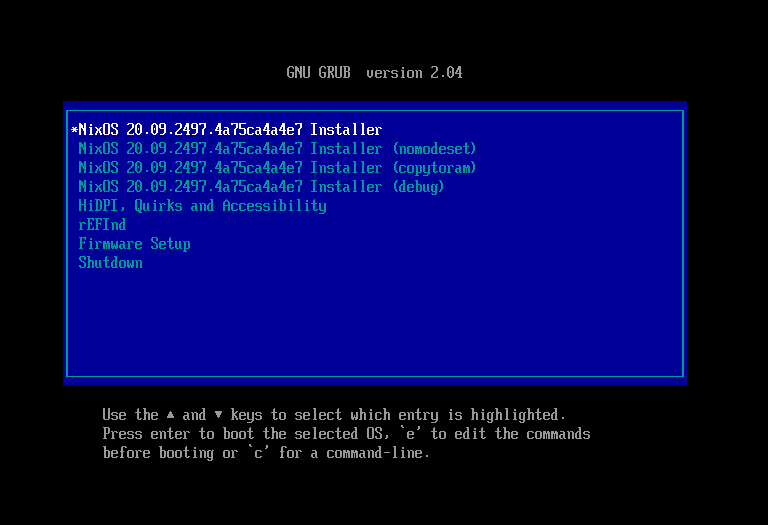 GNU GRUB  version 2.04
*NixOS 20.09.2497.4a75ca4a4e7 Installer
NixOS 20.09.2497.4a75ca4a4e7 Installer (nomodeset)
NixOS 20.09.2497.4a75ca4a4e7 Installer (copytoram)
NixOS 20.09.2497.4a75ca4a4e7 Installer (debug)
HiDPI, Quirks and Accessibility
rEFInd
Firmware Setup
Shutdown
Use the ▲ and ▼ keys to select which entry is highlighted.
Press enter to boot the selected OS, `e' to edit the commands
before booting or `c' for a command-line.